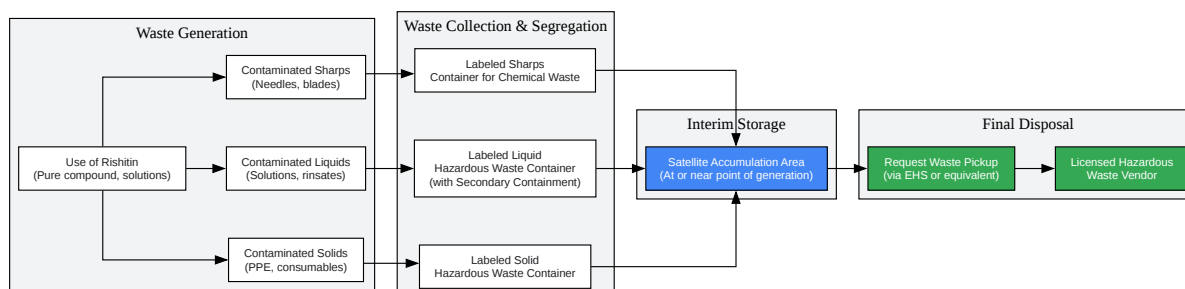 Waste Generation
Waste Collection & Segregation
Contaminated Sharps
(Needles, blades)
Labeled Sharps
Container for Chemical Waste
Interim Storage
Final Disposal
Use of Rishitin
(Pure compound, solutions)
Contaminated Liquids
(Solutions, rinsates)
Labeled Liquid
Hazardous Waste Container
(with Secondary Containment)
Satellite Accumulation Area
(At or near point of generation)
Request Waste Pickup
(via EHS or equivalent)
Licensed Hazardous
Waste Vendor
Contaminated Solids
(PPE, consumables)
Labeled Solid
Hazardous Waste Container